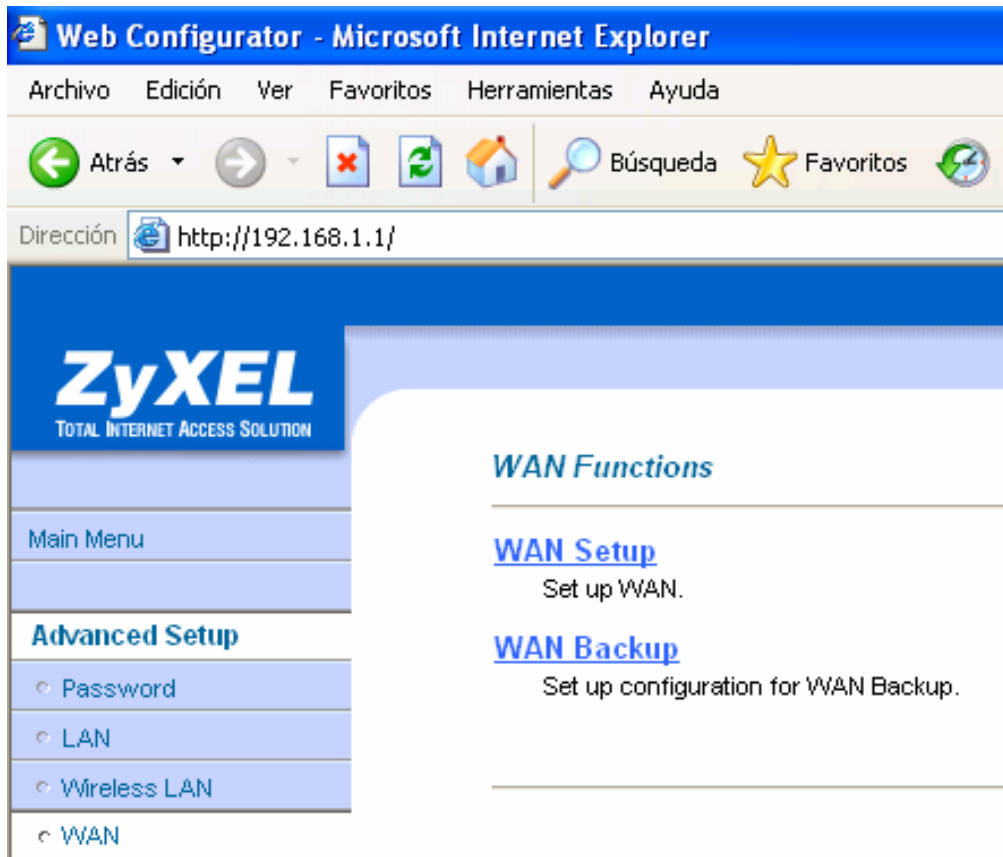 Web Configurator - Microsoft Internet Explorer
Archivo Edición Ver Favoritos Herramientas Ayuda
Atrás Búsqueda Favoritos
Dirección http://192.168.1.1/
ZyXEL
TOTAL INTERNET ACCESS SOLUTION
WAN Functions
Main Menu
WAN Setup
Set up WAN.
Advanced Setup
WAN Backup
Set up configuration for WAN Backup.
Password
LAN
Wireless LAN
WAN